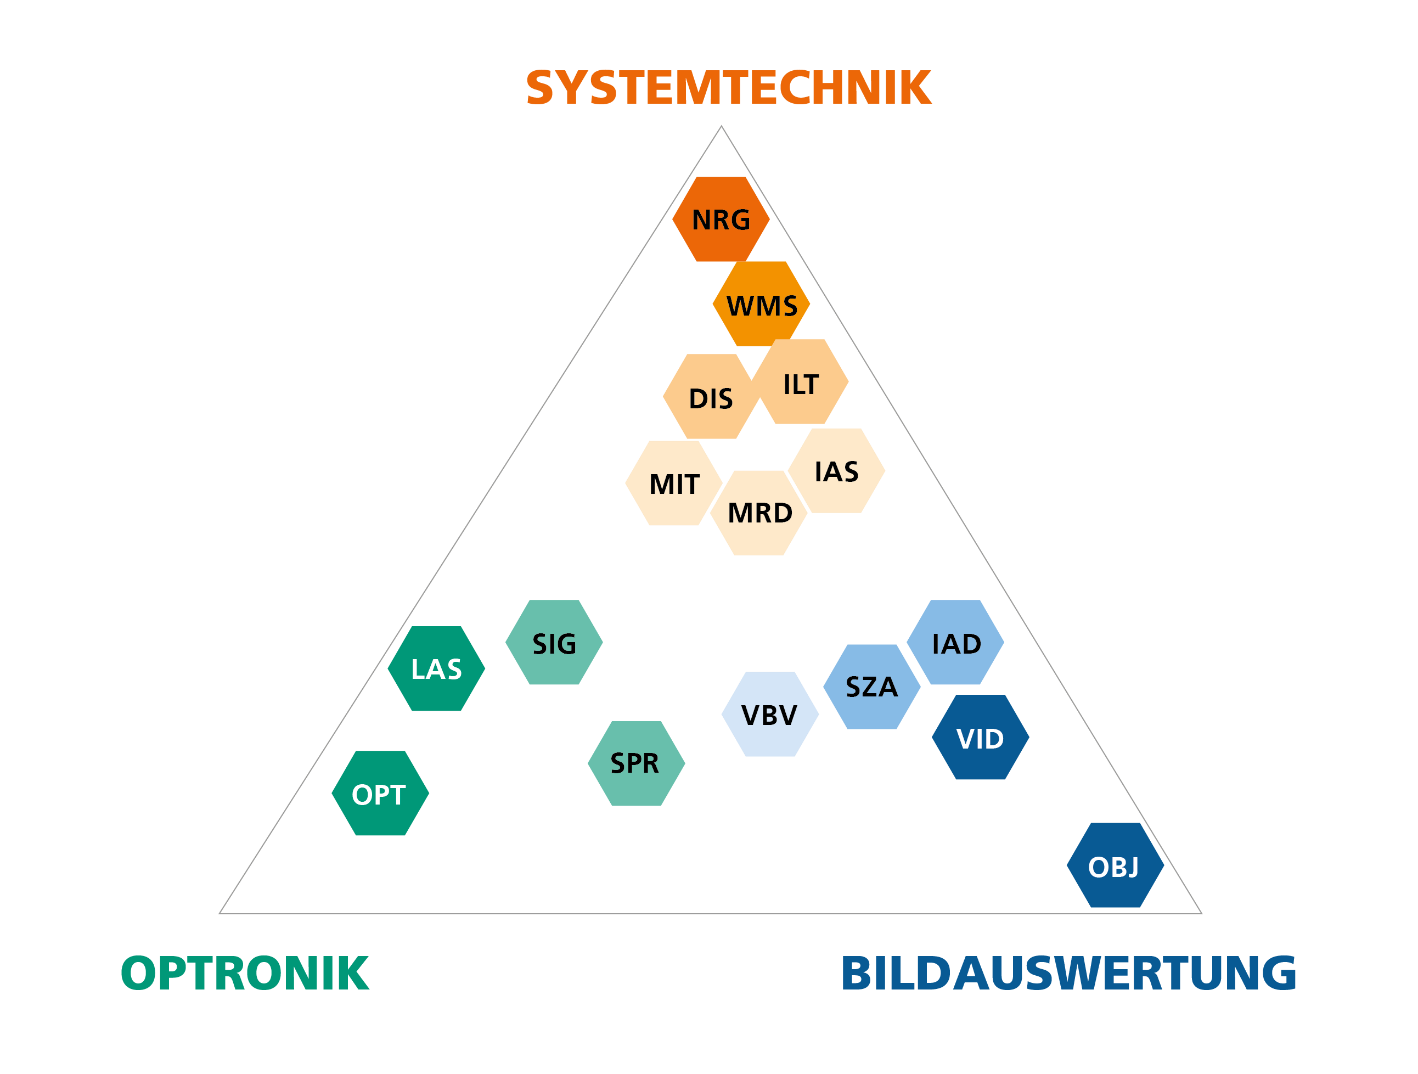 SYSTEMTECHNIK
NRG
WMS
DIS
ILT
MIT
MRD
IAS
LAS
SIG
OPT
SPR
VBV
SZA
IAD
VID
OBJ
OPTRONIK
BILDAUSWERTUNG